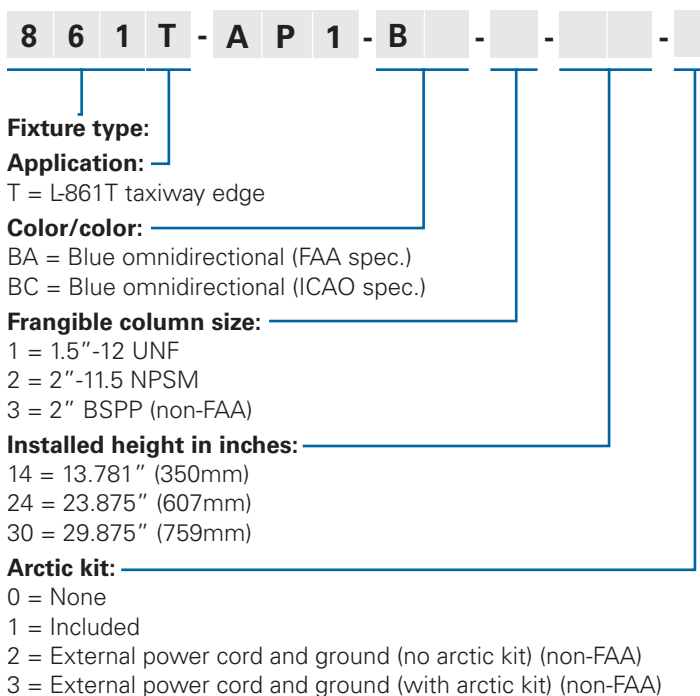 8 6 1 T - A P 1 - B - - -
Fixture type:
Application:
T = L-861T taxiway edge
Color/color:
BA = Blue omnidirectional (FAA spec.)
BC = Blue omnidirectional (ICAO spec.)
Frangible column size:
1 = 1.5”-12 UNF
2 = 2”-11.5 NPSM
3 = 2” BSPP (non-FAA)
Installed height in inches:
14 = 13.781” (350mm)
24 = 23.875” (607mm)
30 = 29.875” (759mm)
Arctic kit:
0 = None
1 = Included
2 = External power cord and ground (no arctic kit) (non-FAA)
3 = External power cord and ground (with arctic kit) (non-FAA)